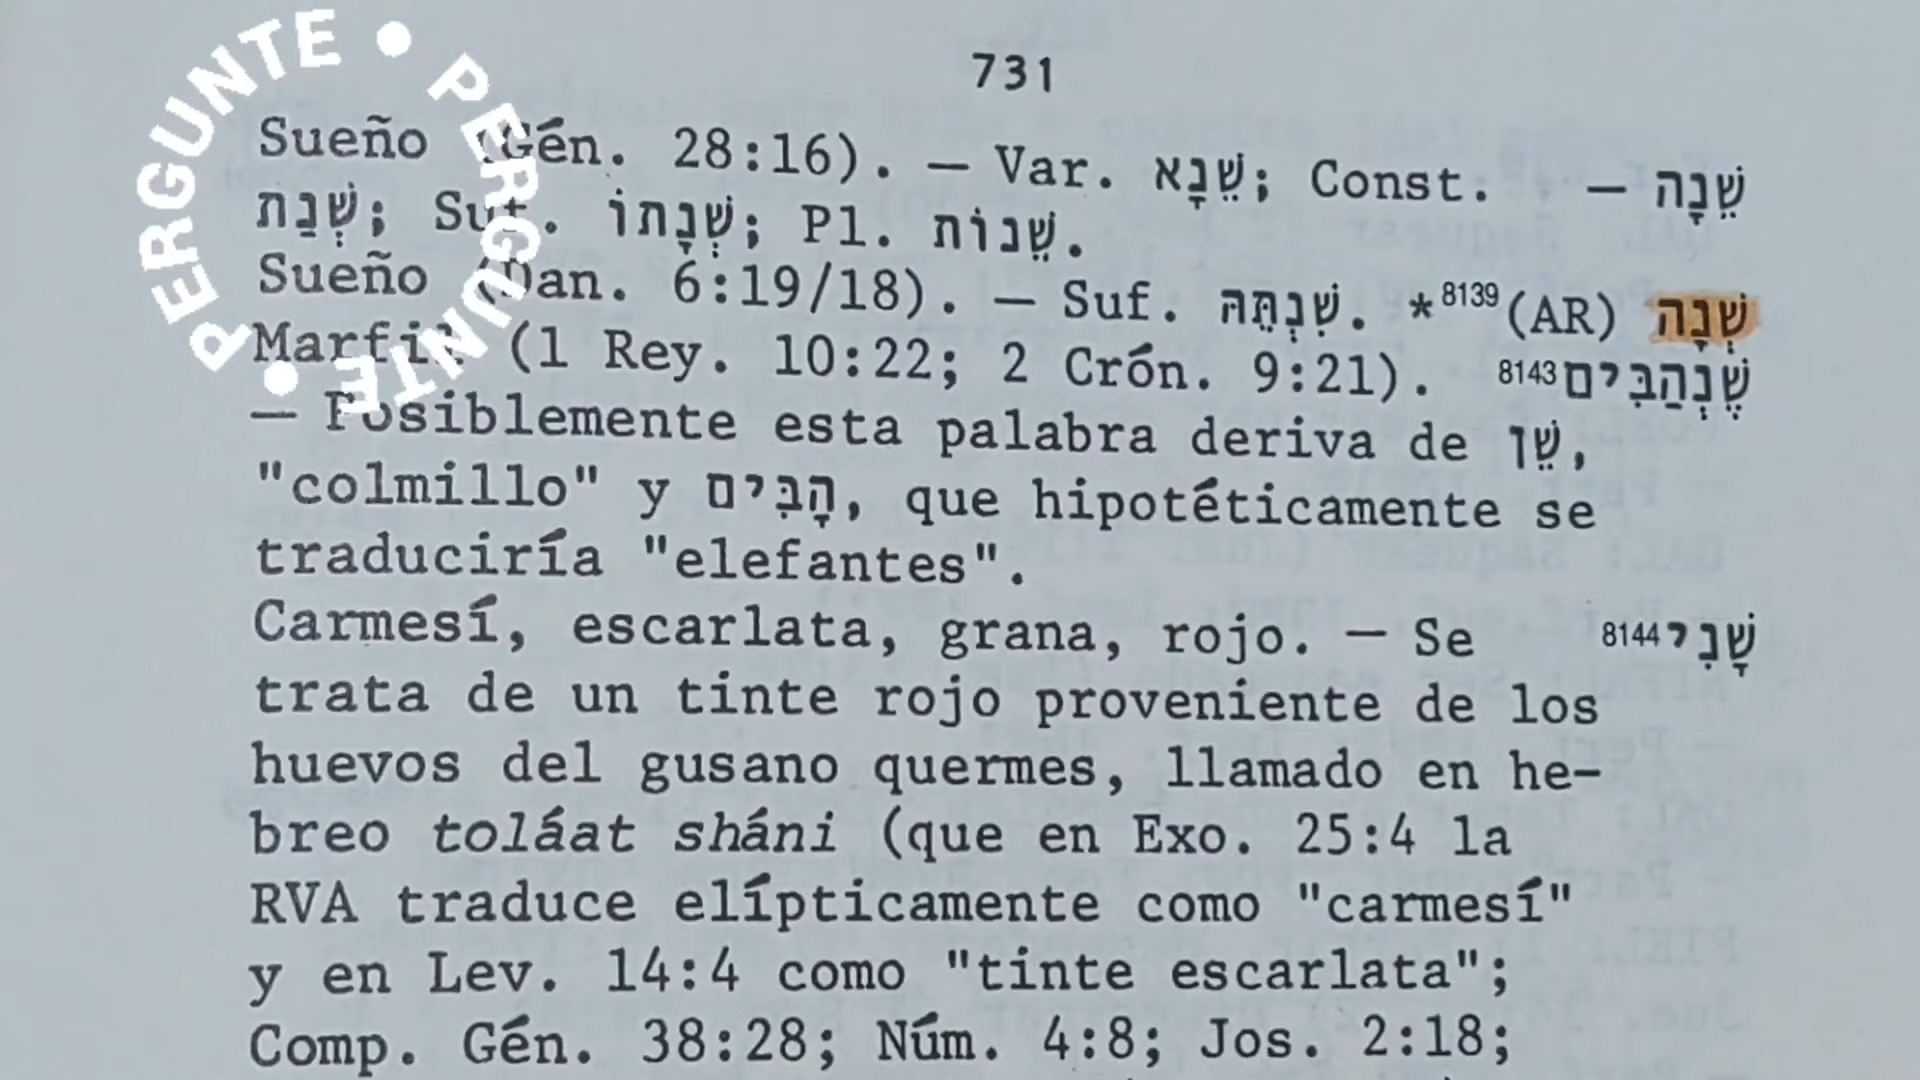 PERGUNTE • PERGUNTE • PERGUNTE •
731
Sueño (Gén. 28:16). — Var. שֵׁנָא; Const. — שֵׁנָה
שְׁנַת; Suf. שְׁנָתוֹ; Pl. שֵׁנוֹת.
Sueño (Dan. 6:19/18). — Suf. שִׁנְתֵּהּ. *8139(AR) שְׁנָה
Marfil (1 Rey. 10:22; 2 Crón. 9:21). 8143שֶׁנְהַבִּים
— Posiblemente esta palabra deriva de שֵׁן,
"colmillo" y הָבִּים, que hipotéticamente se
traduciría "elefantes".
Carmesí, escarlata, grana, rojo. — Se 8144שָׁנִי
trata de un tinte rojo proveniente de los
huevos del gusano quermes, llamado en he-
breo toláat sháni (que en Exo. 25:4 la
RVA traduce elípticamente como "carmesí"
y en Lev. 14:4 como "tinte escarlata";
Comp. Gén. 38:28; Núm. 4:8; Jos. 2:18;